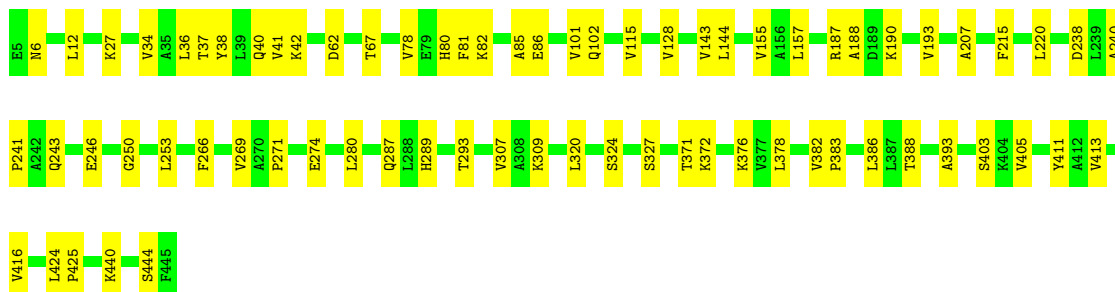 E5 N6 L12 K27 V34 A35 L36 T37 Y38 L39 Q40 V41 K42 D62 T67 V78 E79 H80 F81 K82 A85 E86 V101 Q102 V115 V128 V143 L144 V155 A156 L157 R187 A188 D189 K190 V193 A207 F215 L220 D238 L239 A240
P241 A242 Q243 E246 G250 L253 F266 V269 A270 P271 E274 L280 Q287 L288 H289 T293 V307 A308 K309 L320 S324 S327 T371 K372 K376 V377 L378 V382 P383 L386 L387 T388 A393 S403 K404 V405 Y411 A412 V413
V416 L424 P425 K440 S444 F445